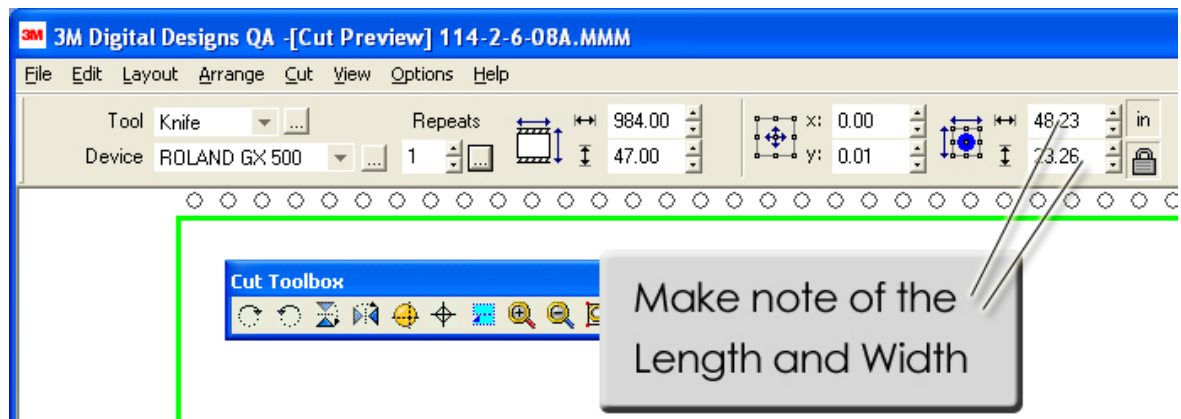 3M 3M Digital Designs QA -[Cut Preview] 114-2-6-08A.MMM
File Edit Layout Arrange Cut View Options Help
Tool Knife ... Repeats 984.00 x: 0.00 48.23 in
Device ROLAND GX 500 ... 1 ... 47.00 y: 0.01 23.26
Cut Toolbox
Make note of the
Length and Width